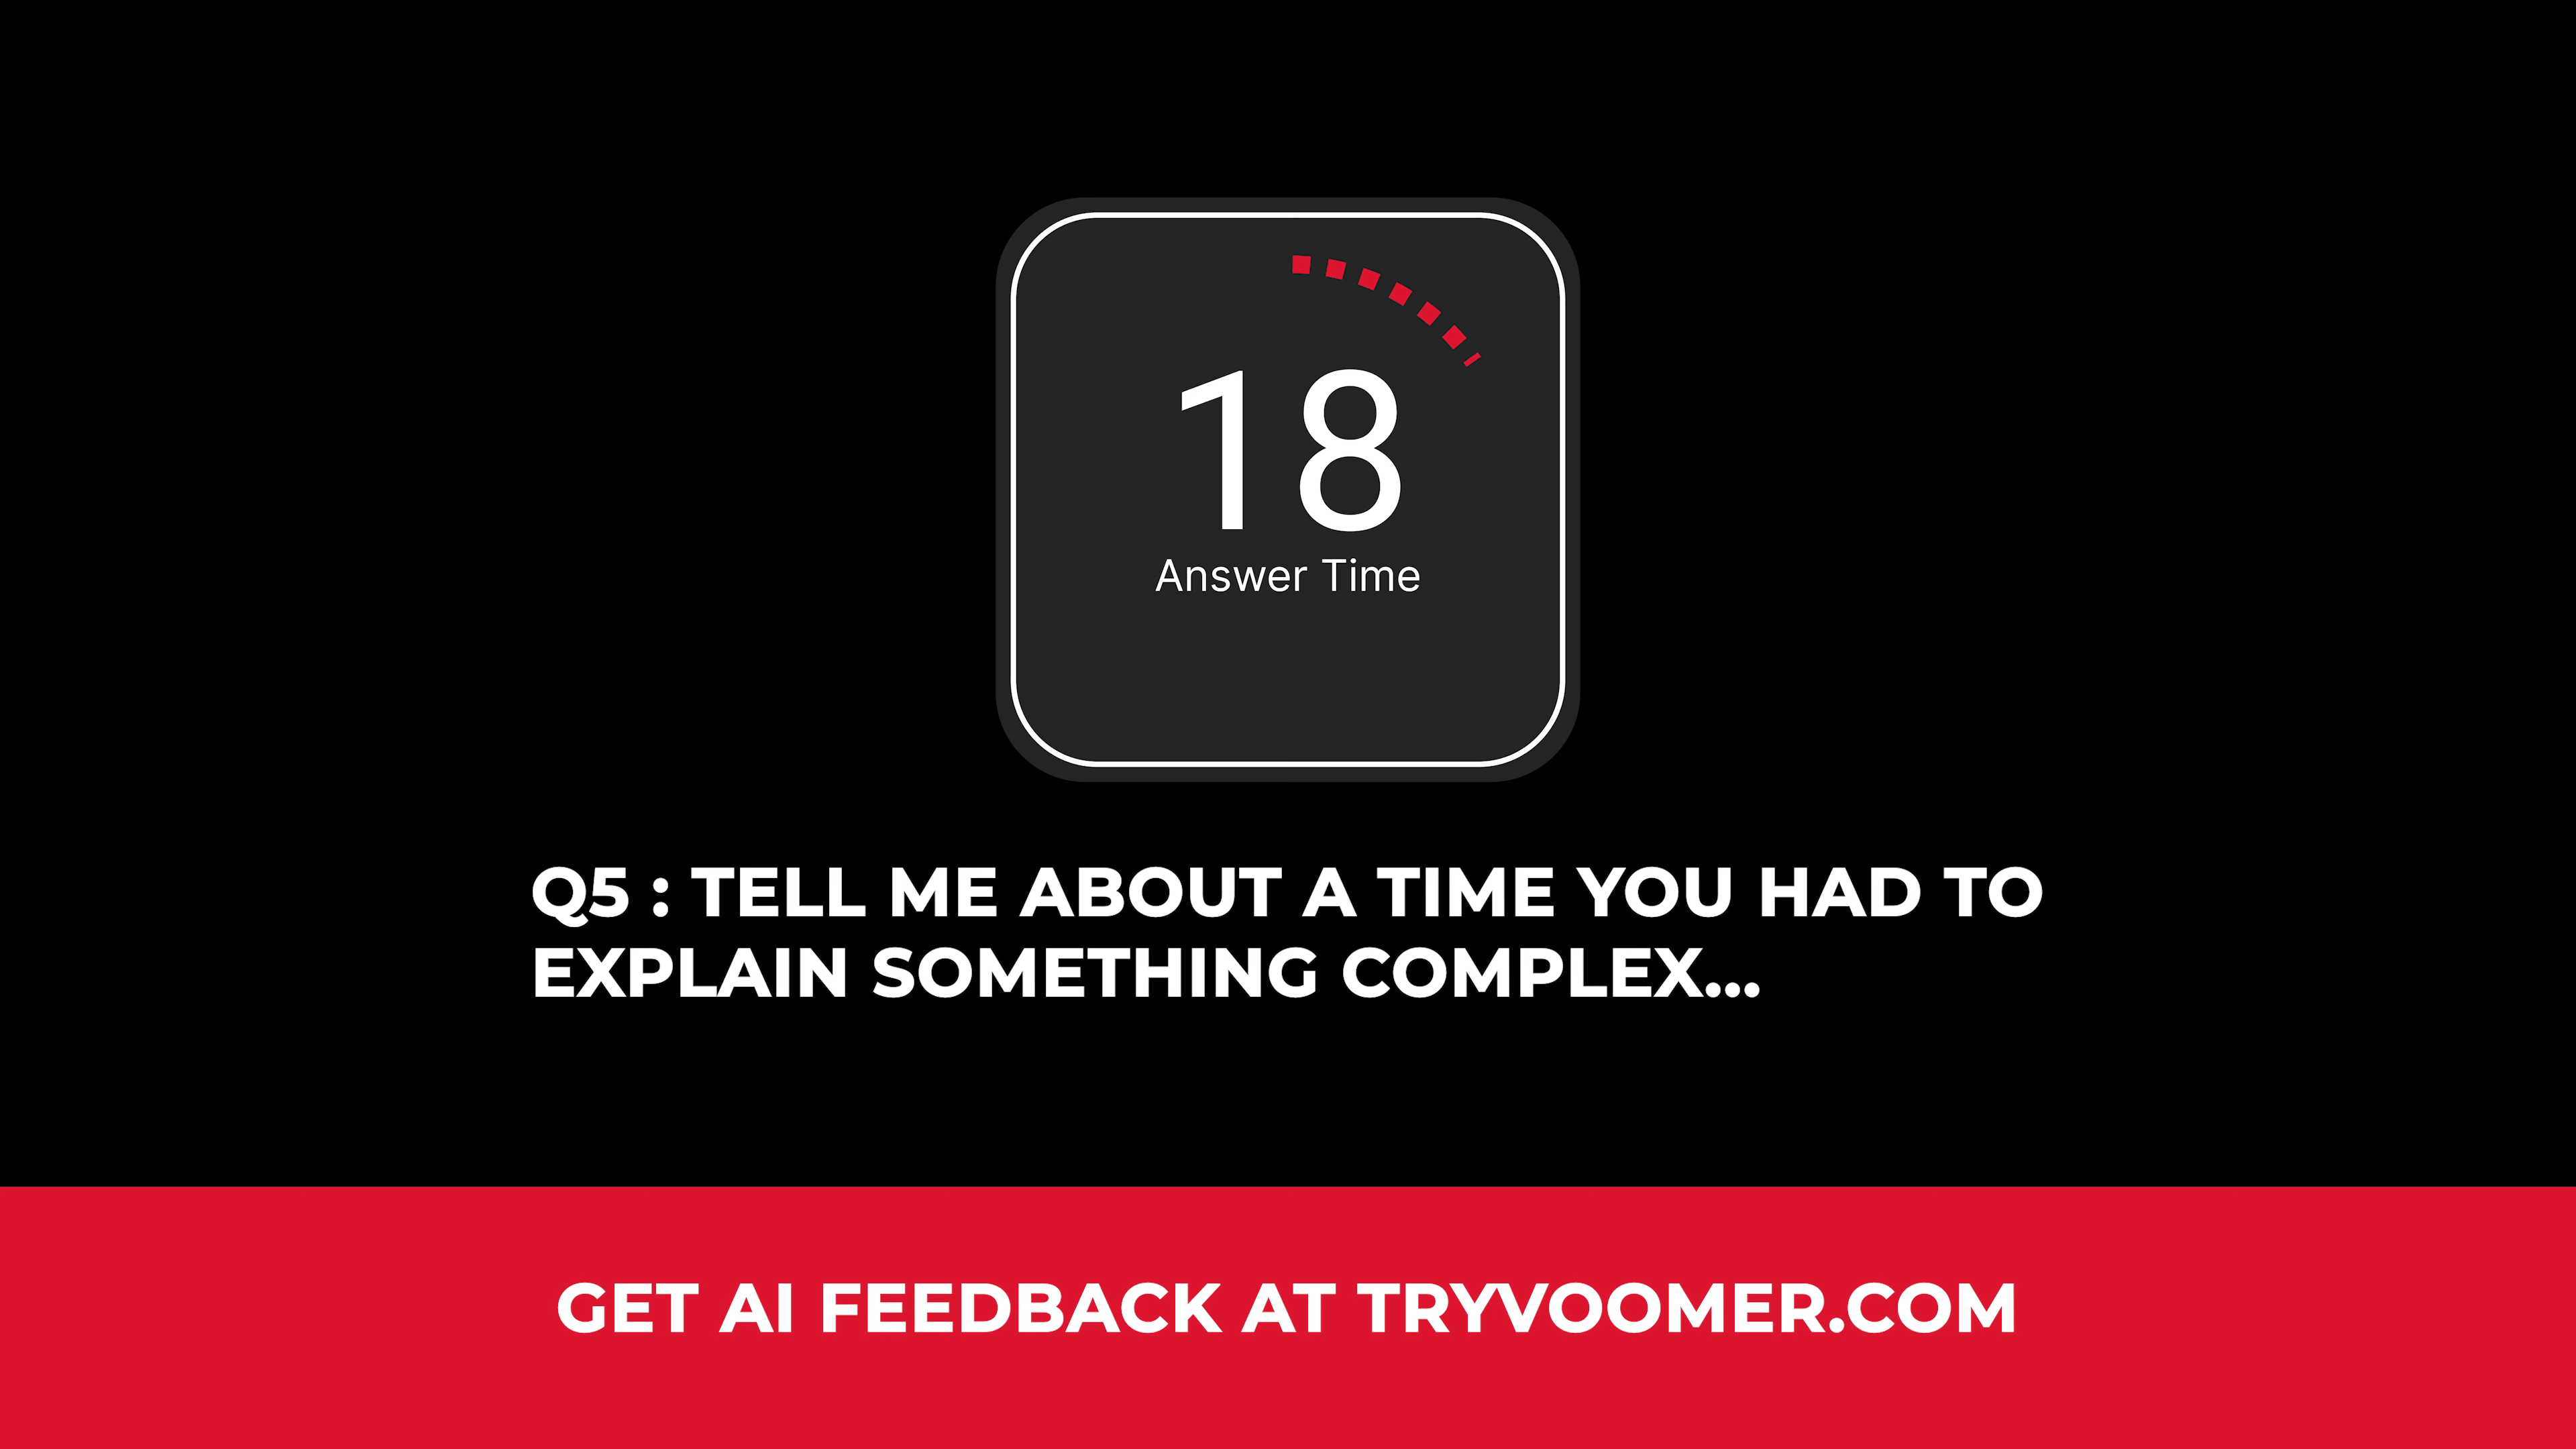 18
Answer Time
Q5 : TELL ME ABOUT A TIME YOU HAD TO
EXPLAIN SOMETHING COMPLEX...
GET AI FEEDBACK AT TRYVOOMER.COM